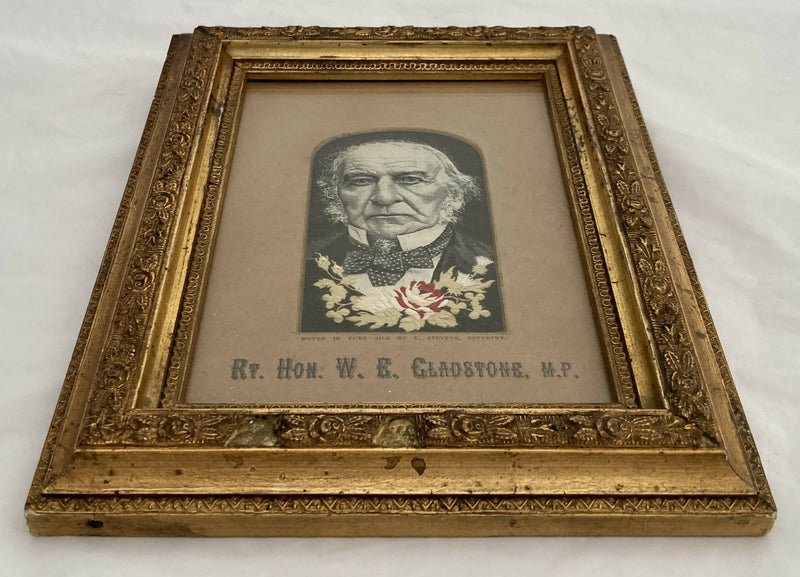 WOVEN IN PURE SILK BY T. STEVENS, COVENTRY.
RT. HON. W. E. GLADSTONE, M.P.